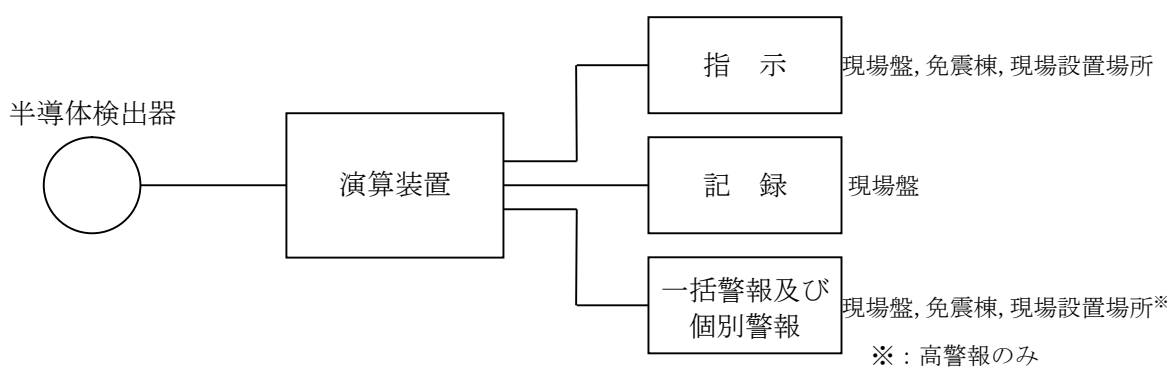 指　示
現場盤, 免震棟, 現場設置場所
半導体検出器
演算装置
記　録
現場盤
一括警報及び
個別警報
現場盤, 免震棟, 現場設置場所※
※：高警報のみ